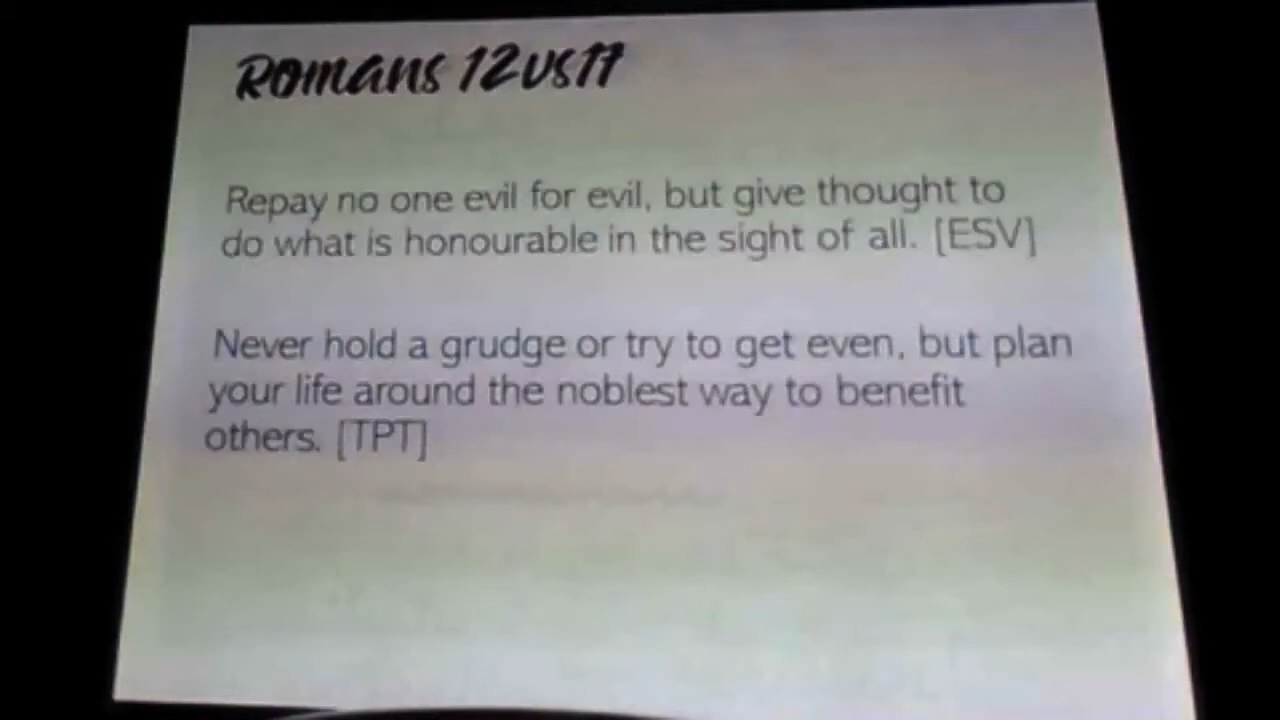 Romans 12vs17
Repay no one evil for evil, but give thought to
do what is honourable in the sight of all. [ESV]
Never hold a grudge or try to get even, but plan
your life around the noblest way to benefit
others. [TPT]